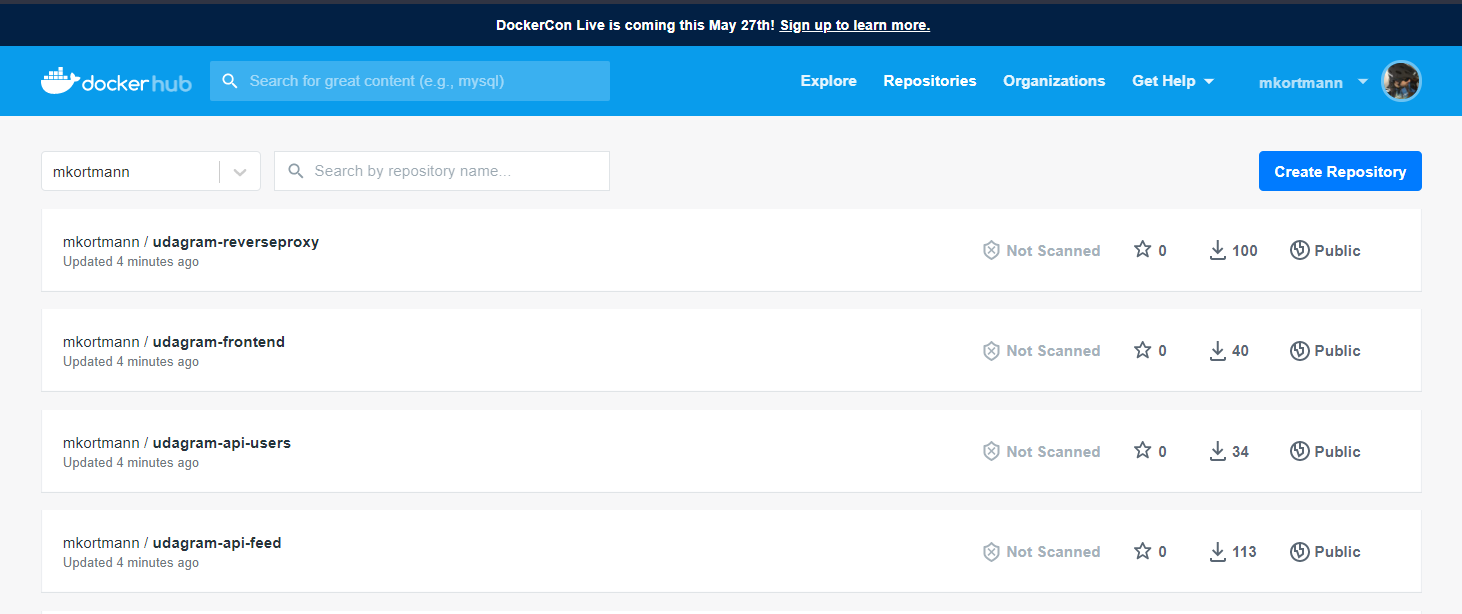 DockerCon Live is coming this May 27th! Sign up to learn more.
dockerhub Search for great content (e.g., mysql) Explore Repositories Organizations Get Help mkortmann
mkortmann Search by repository name... Create Repository
mkortmann / udagram-reverseproxy
Updated 4 minutes ago
Not Scanned 0 100 Public
mkortmann / udagram-frontend
Updated 4 minutes ago
Not Scanned 0 40 Public
mkortmann / udagram-api-users
Updated 4 minutes ago
Not Scanned 0 34 Public
mkortmann / udagram-api-feed
Updated 4 minutes ago
Not Scanned 0 113 Public